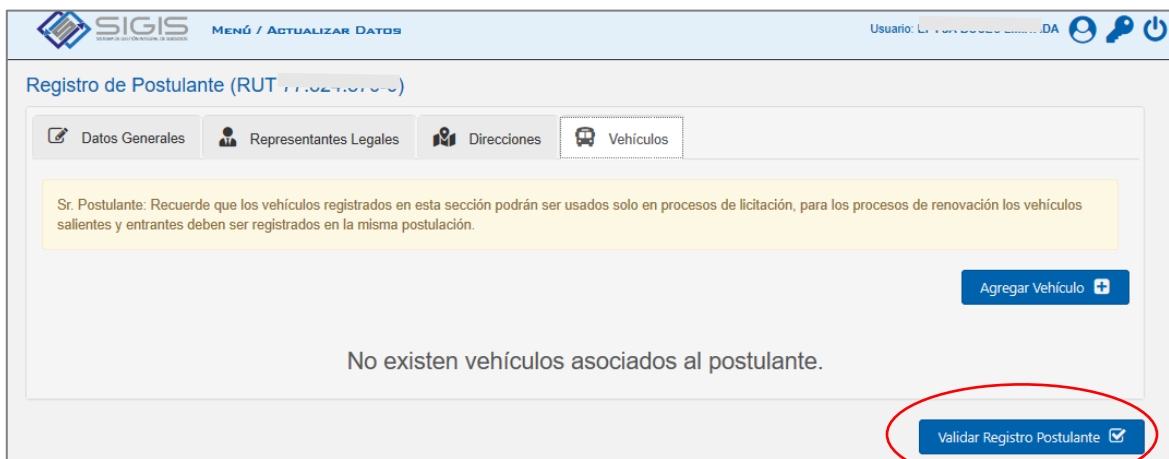 SIGIS MENÚ / ACTUALIZAR DATOS Usuario:
Registro de Postulante (RUT
Datos Generales Representantes Legales Direcciones Vehículos
Sr. Postulante: Recuerde que los vehículos registrados en esta sección podrán ser usados solo en procesos de licitación, para los procesos de renovación los vehículos
salientes y entrantes deben ser registrados en la misma postulación.
Agregar Vehículo
No existen vehículos asociados al postulante.
Validar Registro Postulante